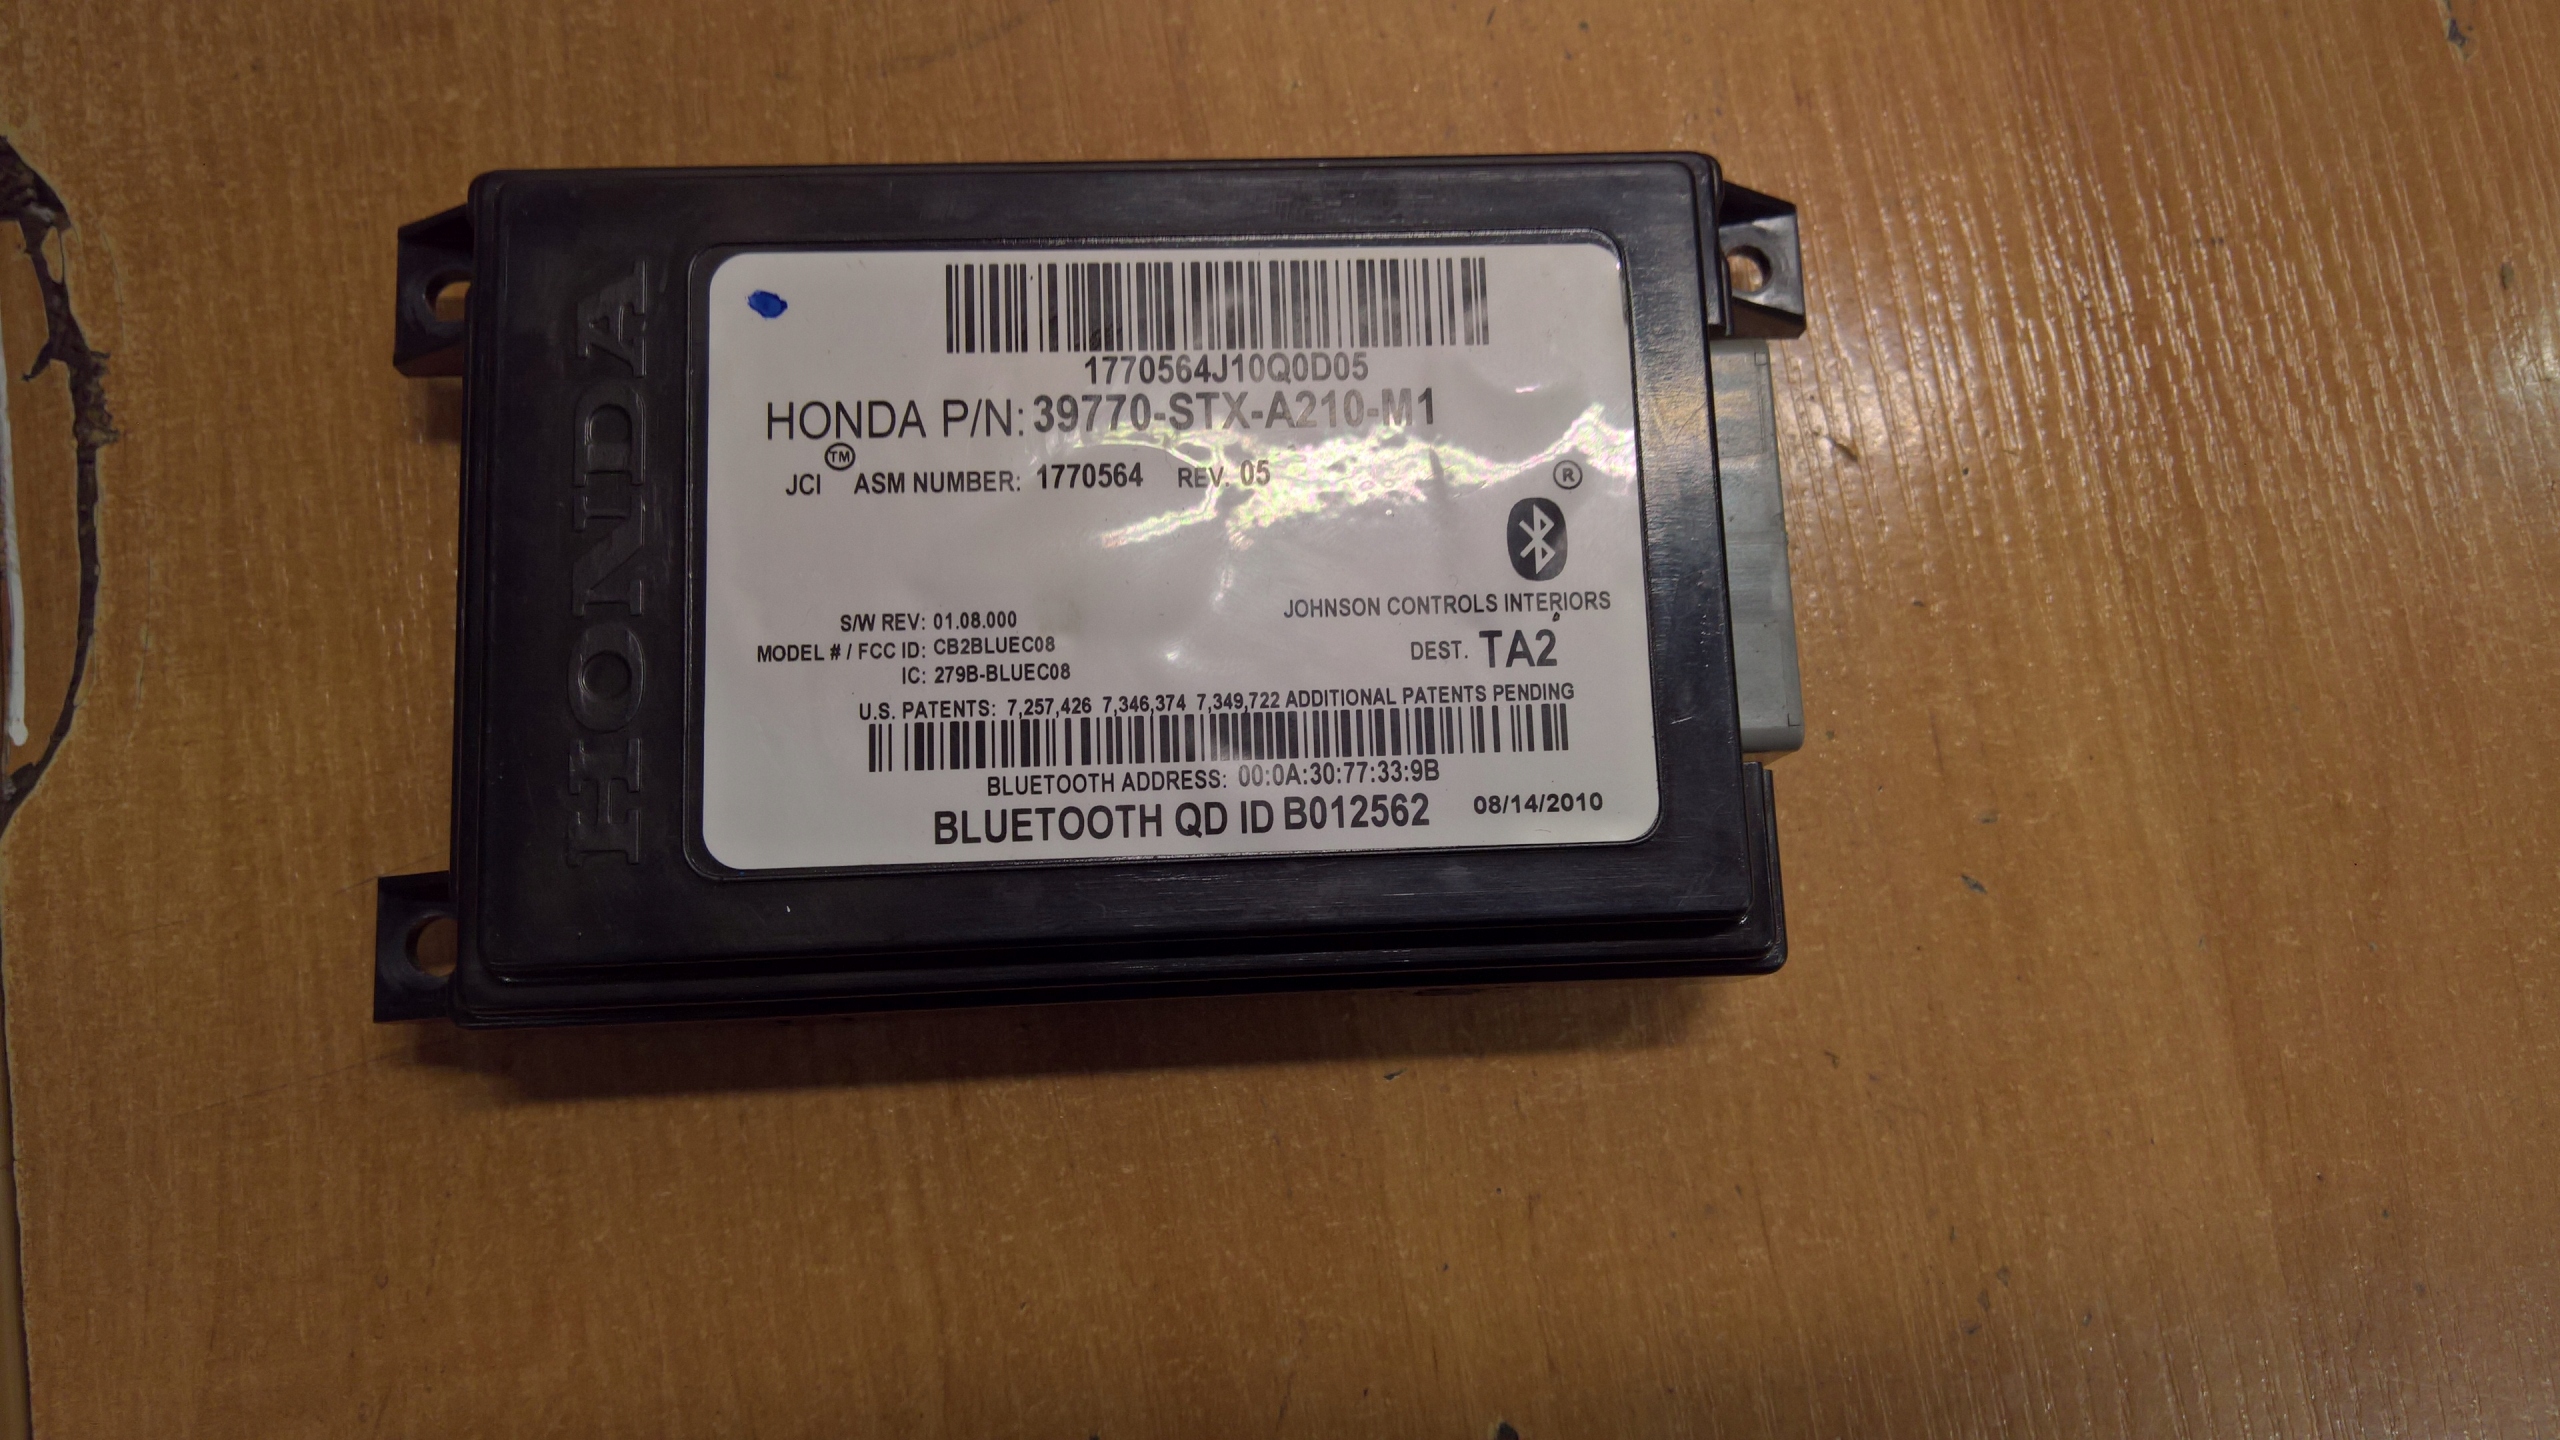 HONDA
1770564J10Q0D05
HONDA P/N: 39770-STX-A210-M1
JCI TM ASM NUMBER: 1770564 REV. 05
®
JOHNSON CONTROLS INTERIORS
S/W REV: 01.08.000
MODEL # / FCC ID: CB2BLUEC08
DEST. TA2
IC: 279B-BLUEC08
U.S. PATENTS: 7,257,426 7,346,374 7,349,722 ADDITIONAL PATENTS PENDING
BLUETOOTH ADDRESS: 00:0A:30:77:33:9B
BLUETOOTH QD ID B012562 08/14/2010